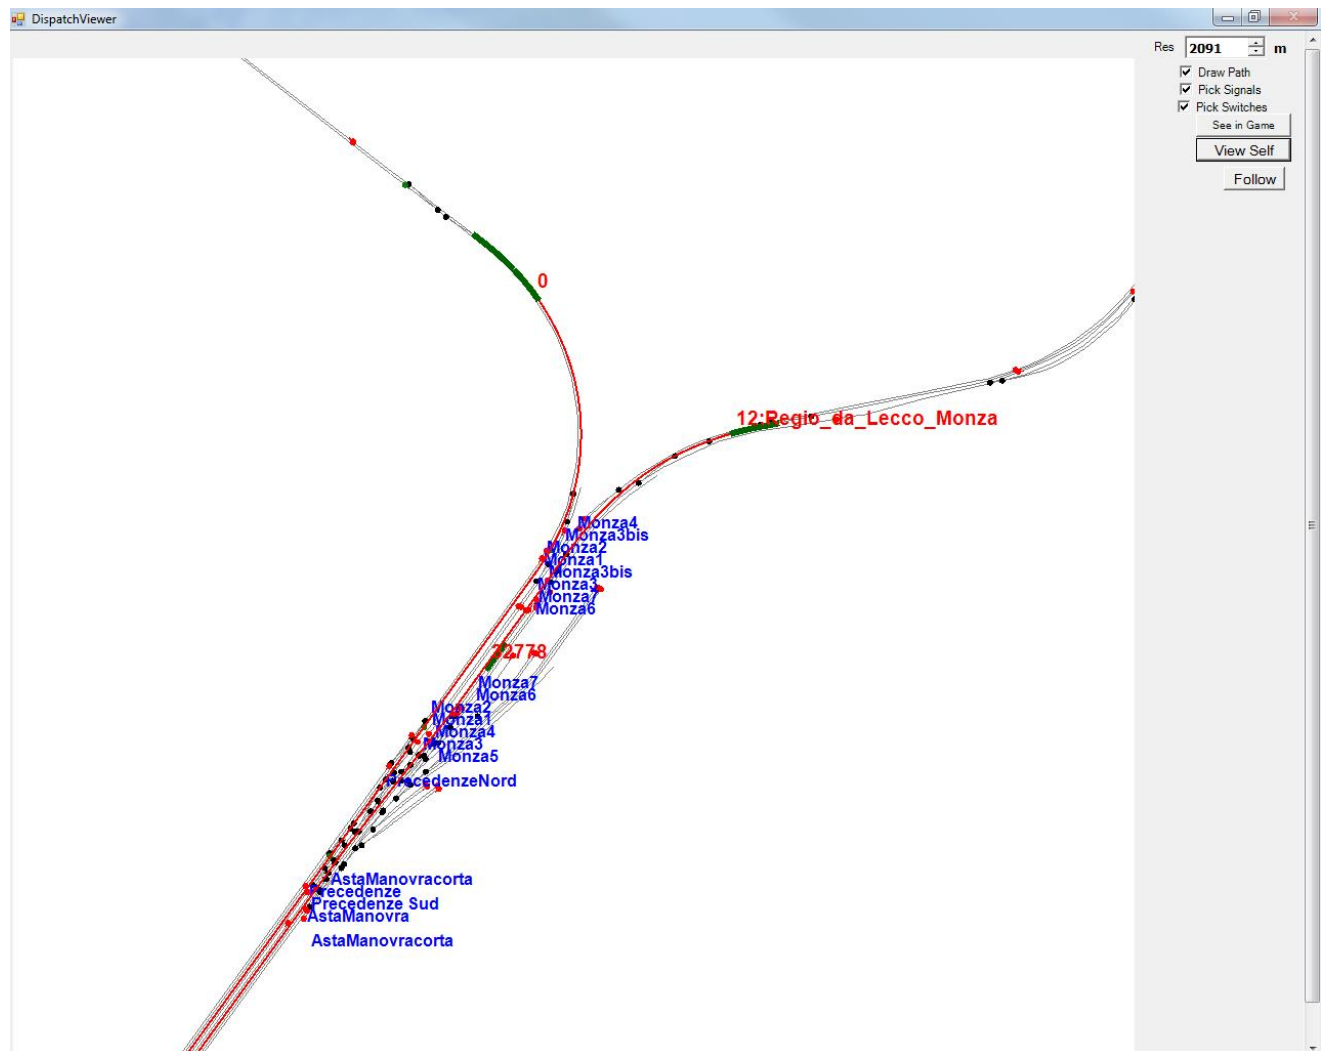 DispatchViewer
Res 2091 m
Draw Path
Pick Signals
Pick Switches
See in Game
View Self
Follow
0
12:Regio_da_Lecco_Monza
Monza4
Monza3bis
Monza2
Monza1
Monza3bis
Monza3
Monza7
Monza6
32778
Monza7
Monza6
Monza2
Monza1
Monza4
Monza3
Monza5
PrecedenzeNord
AstaManovracorta
Precedenze
Precedenze Sud
AstaManovra
AstaManovracorta